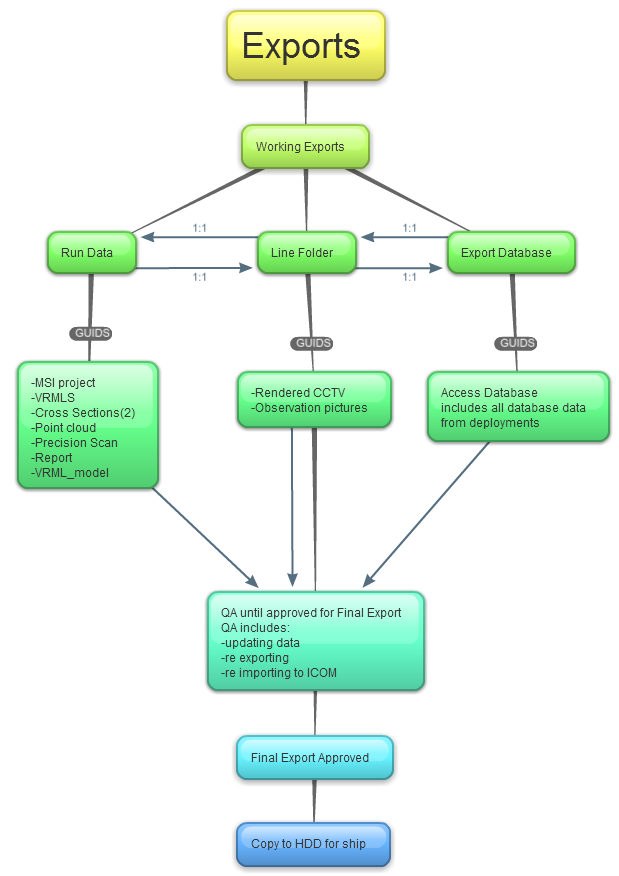 Exports
Working Exports
1:1
1:1
Run Data
Line Folder
Export Database
1:1
1:1
GUIDS
GUIDS
GUIDS
-MSI project
-VRMLS
-Cross Sections(2)
-Point cloud
-Precision Scan
-Report
-VRML_model
-Rendered CCTV
-Observation pictures
Access Database
includes all database data
from deployments
QA until approved for Final Export
QA includes:
-updating data
-re exporting
-re importing to ICOM
Final Export Approved
Copy to HDD for ship